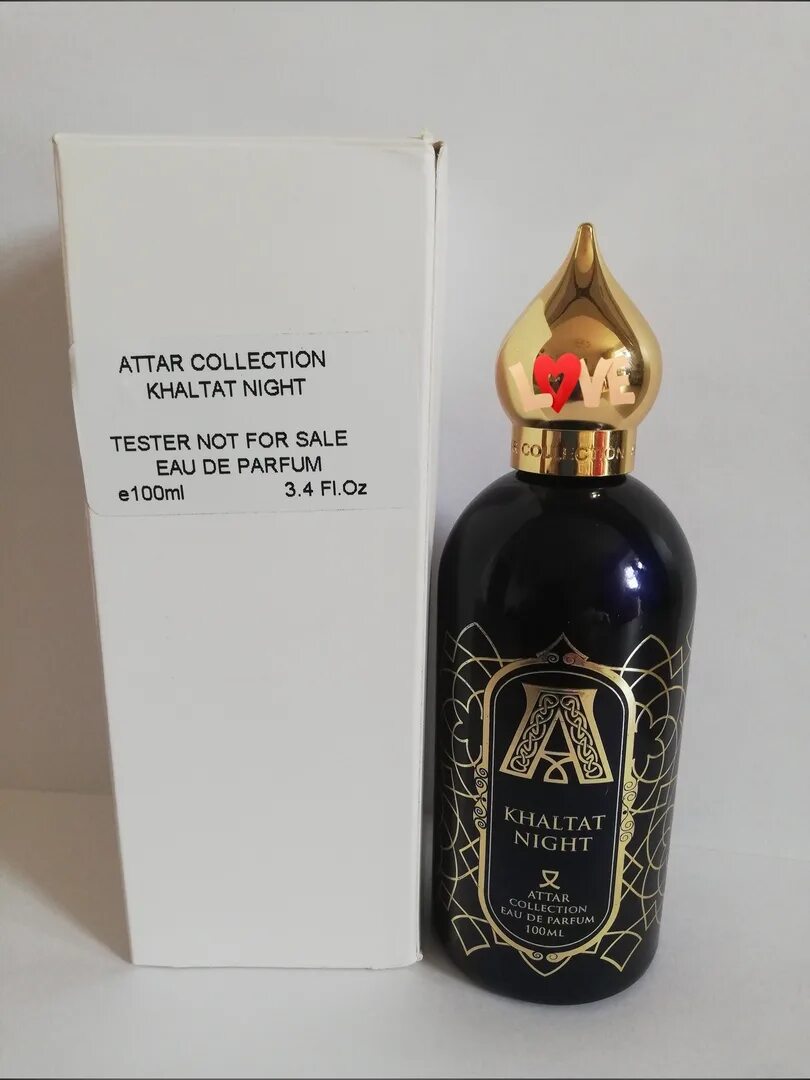 ATTAR COLLECTION
KHALTAT NIGHT
TESTER NOT FOR SALE
EAU DE PARFUM
e100ml 3.4 Fl.Oz
LOVE
COLLECTION
A
KHALTAT
NIGHT
ATTAR
COLLECTION
EAU DE PARFUM
100ML